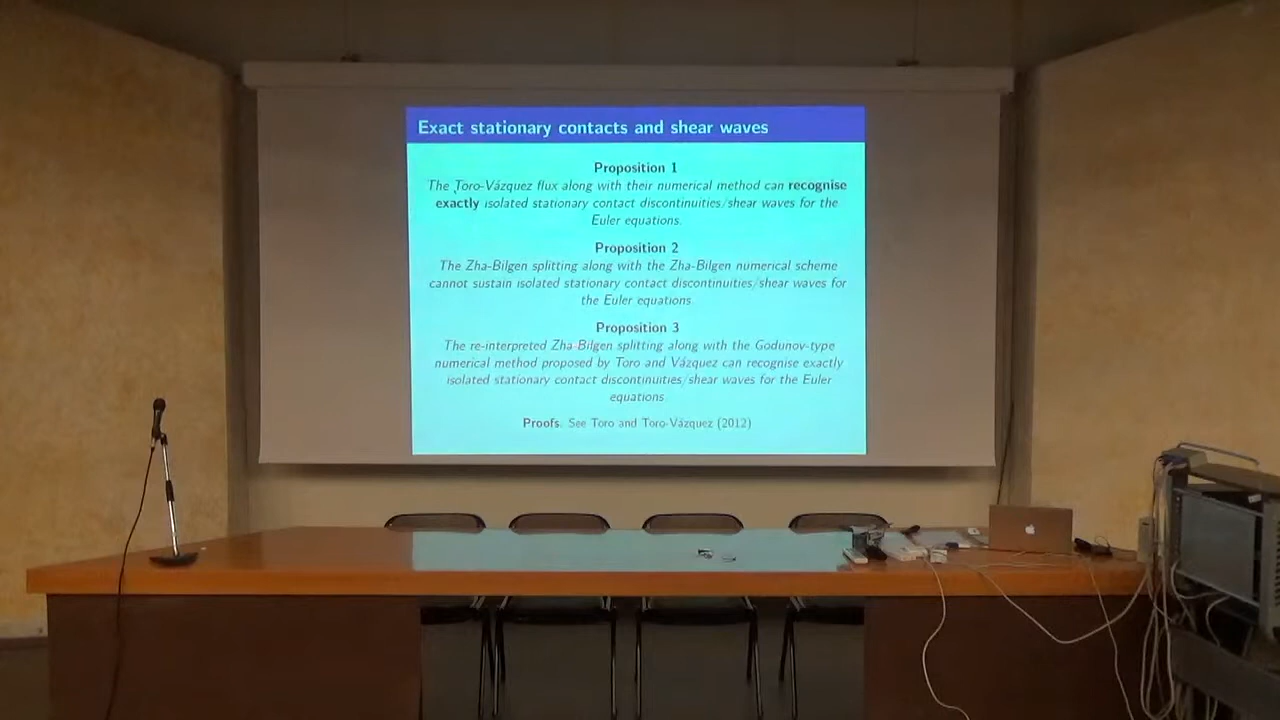 Exact stationary contacts and shear waves
Proposition 1
The Toro-Vázquez flux along with their numerical method can recognise
exactly isolated stationary contact discontinuities/shear waves for the
Euler equations.
Proposition 2
The Zha-Bilgen splitting along with the Zha-Bilgen numerical scheme
cannot sustain isolated stationary contact discontinuities/shear waves for
the Euler equations.
Proposition 3
The re-interpreted Zha-Bilgen splitting along with the Godunov-type
numerical method proposed by Toro and Vázquez can recognise exactly
isolated stationary contact discontinuities/shear waves for the Euler
equations.
Proofs. See Toro and Toro-Vázquez (2012)